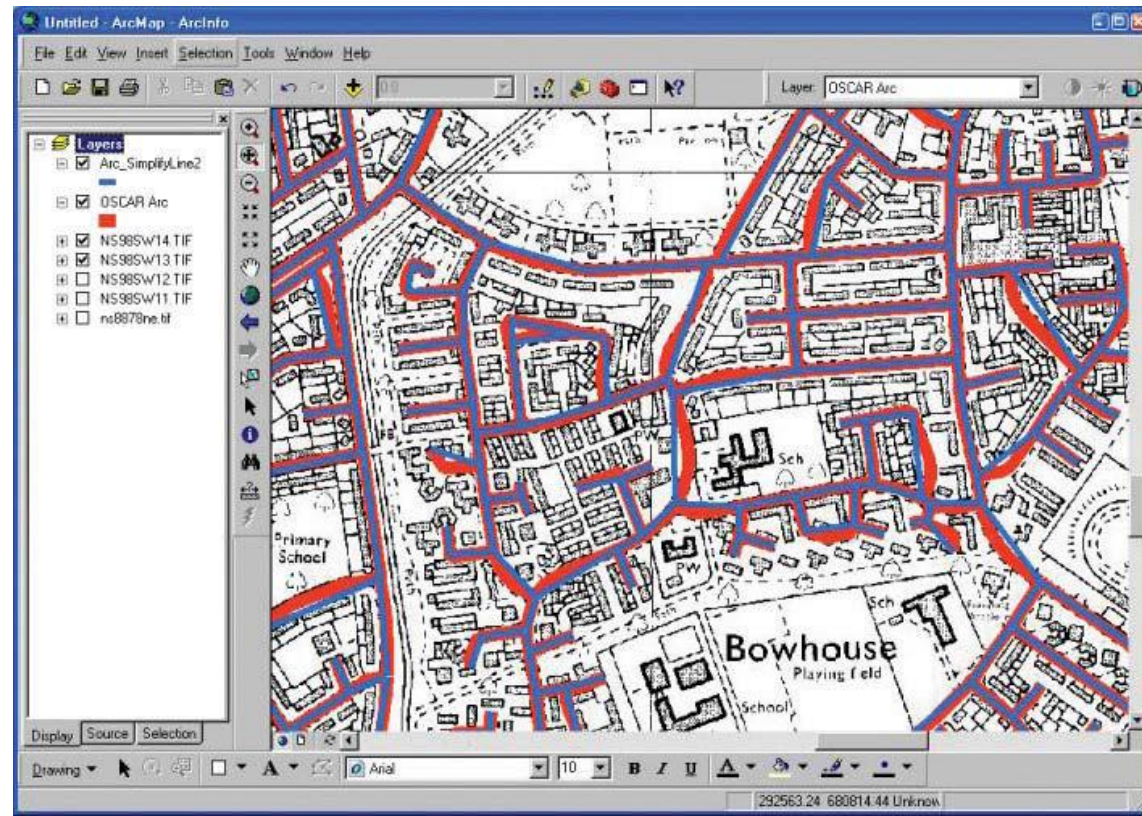 Untitled - ArcMap - ArcInfo
File Edit View Insert Selection Tools Window Help
Layer: OSCAR Arc
Layers
Arc_SimplifyLine2
OSCAR Arc
NS98SW14.TIF
NS98SW13.TIF
NS98SW12.TIF
NS98SW11.TIF
ns8878ne.tif
PW
Sch
Primary
School
PW
Sch
Bowhouse
Playing field
School
Display Source Selection
Drawing A Arial 10 B I U A
292563.24 680814.44 Unknow